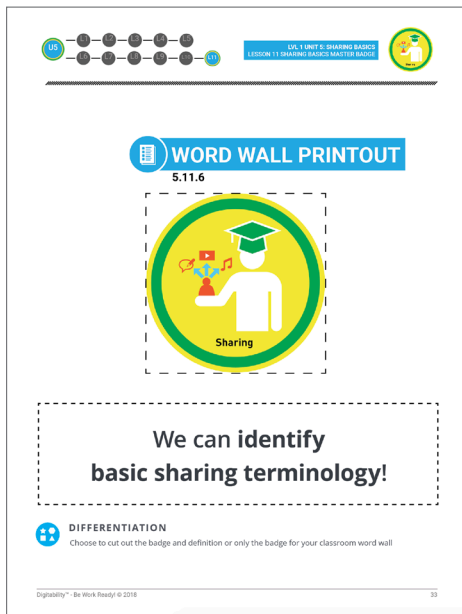 U5
L1
L2
L3
L4
L5
L6
L7
L8
L9
L10
L11
LVL 1 UNIT 5: SHARING BASICS
LESSON 11 SHARING BASICS MASTER BADGE
Sharing
WORD WALL PRINTOUT
5.11.6
Sharing
We can identify
basic sharing terminology!
DIFFERENTIATION
Choose to cut out the badge and definition or only the badge for your classroom word wall
Digitability™ - Be Work Ready! © 2016
33